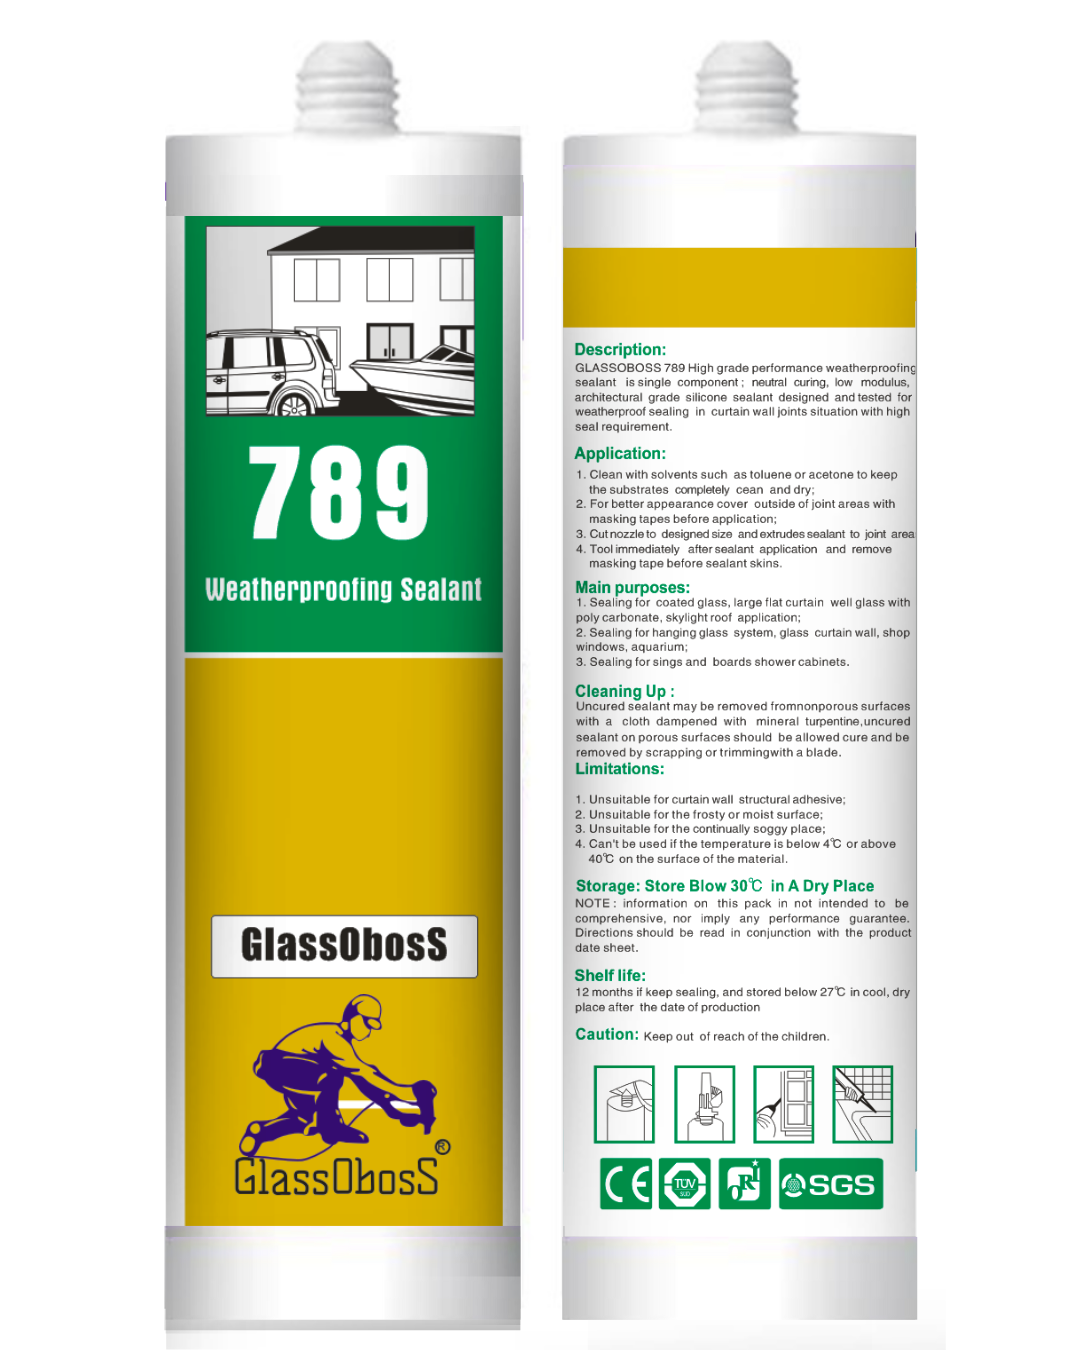 789
Weatherproofing Sealant
GlassObosS
GlassObosS®
Description:
GLASSOBOSS 789 High grade performance weatherproofing
sealant is single component ; neutral curing, low modulus,
architectural grade silicone sealant designed and tested for
weatherproof sealing in curtain wall joints situation with high
seal requirement.
Application:
1. Clean with solvents such as toluene or acetone to keep
the substrates completely cean and dry;
2. For better appearance cover outside of joint areas with
masking tapes before application;
3. Cut nozzle to designed size and extrudes sealant to joint area
4. Tool immediately after sealant application and remove
masking tape before sealant skins.
Main purposes:
1. Sealing for coated glass, large flat curtain well glass with
poly carbonate, skylight roof application;
2. Sealing for hanging glass system, glass curtain wall, shop
windows, aquarium;
3. Sealing for sings and boards shower cabinets.
Cleaning Up :
Uncured sealant may be removed fromnonporous surfaces
with a cloth dampened with mineral turpentine,uncured
sealant on porous surfaces should be allowed cure and be
removed by scrapping or trimmingwith a blade.
Limitations:
1. Unsuitable for curtain wall structural adhesive;
2. Unsuitable for the frosty or moist surface;
3. Unsuitable for the continually soggy place;
4. Can't be used if the temperature is below 4℃ or above
40℃ on the surface of the material.
Storage: Store Blow 30℃ in A Dry Place
NOTE : information on this pack in not intended to be
comprehensive, nor imply any performance guarantee.
Directions should be read in conjunction with the product
date sheet.
Shelf life:
12 months if keep sealing, and stored below 27℃ in cool, dry
place after the date of production
Caution: Keep out of reach of the children.
CE TÜV SÜD ORI SGS